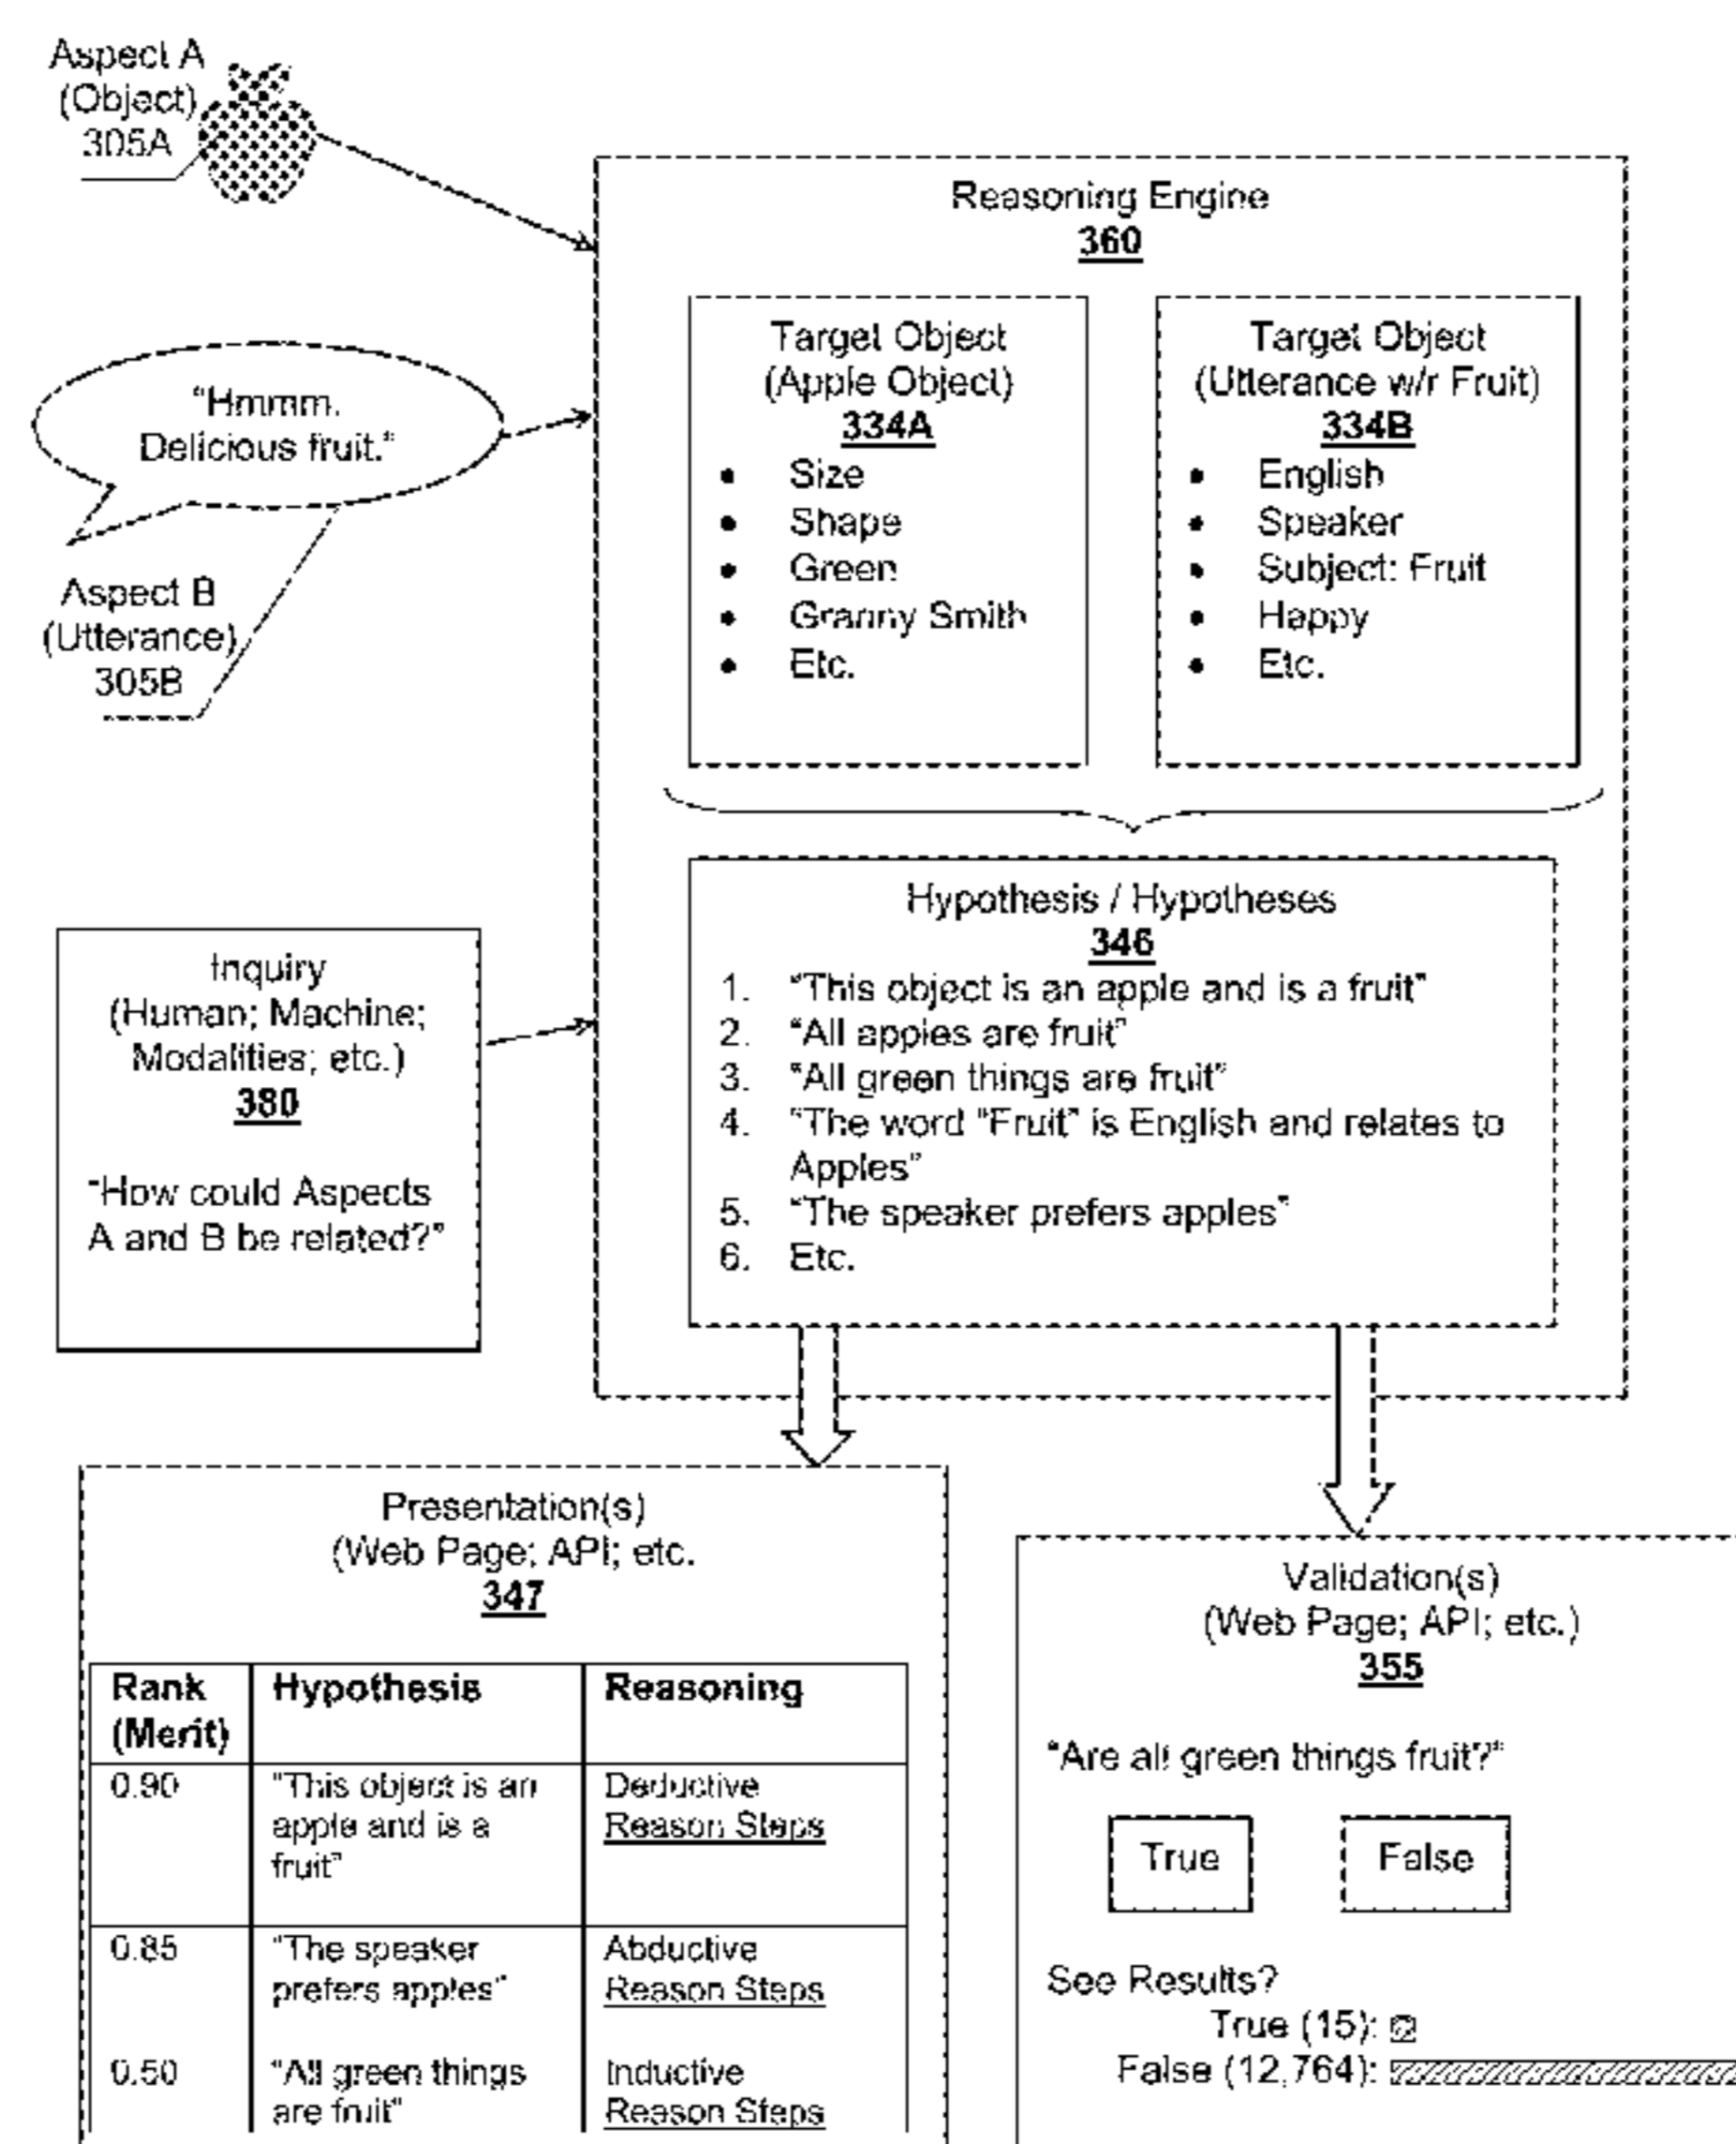 Aspect A
(Object)
305A
Reasoning Engine
360
Target Object
(Apple Object)
334A
• Size
• Shape
• Green
• Granny Smith
• Etc.
Target Object
(Utterance w/r Fruit)
334B
• English
• Speaker
• Subject: Fruit
• Happy
• Etc.
"Hmmm.
Delicious fruit."
Aspect B
(Utterance)
305B
Hypothesis / Hypotheses
346
1. "This object is an apple and is a fruit"
2. "All apples are fruit"
3. "All green things are fruit"
4. "The word "Fruit" is English and relates to
Apples"
5. "The speaker prefers apples"
6. Etc.
Inquiry
(Human; Machine;
Modalities; etc.)
380
"How could Aspects
A and B be related?"
Presentation(s)
(Web Page; API; etc.
347
Rank Hypothesis Reasoning
(Merit)
0.90 "This object is an Deductive
apple and is a Reason Steps
fruit"
0.85 "The speaker Abductive
prefers apples" Reason Steps
0.50 "All green things Inductive
are fruit" Reason Steps
Validation(s)
(Web Page; API; etc.)
355
"Are all green things fruit?"
True False
See Results?
True (15):
False (12,764):